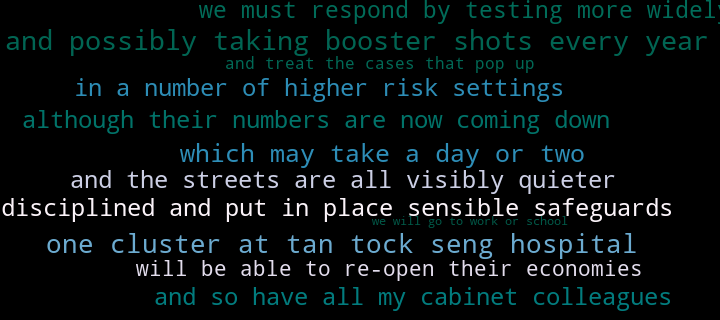 we must respond by testing more widely
and possibly taking booster shots every year
and treat the cases that pop up
in a number of higher risk settings
although their numbers are now coming down
which may take a day or two
and the streets are all visibly quieter
disciplined and put in place sensible safeguards
we will go to work or school
one cluster at tan tock seng hospital
will be able to re-open their economies
and so have all my cabinet colleagues